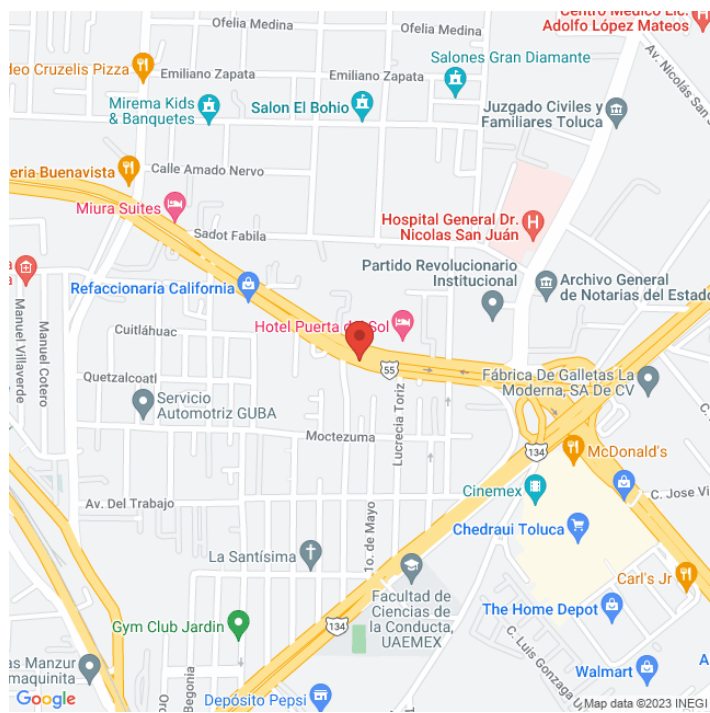 Ofelia Medina
Ofelia Medina
Centro Médico Lic.
Adolfo López Mateos
deo Cruzelis Pizza
Emiliano Zapata
Emiliano Zapata
Salones Gran Diamante
Av. Nicolás San J
Mirema Kids
& Banquetes
Salon El Bohio
Juzgado Civiles y
Familiares Toluca
eria Buenavista
Calle Amado Nervo
Miura Suites
Sadot Fabila
Hospital General Dr.
Nicolas San Juán
Partido Revolucionario
Institucional
Archivo General
de Notarias del Estado
Refaccionaría California
Manuel Villaverde
Manuel Cotero
Cuitláhuac
Hotel Puerta del Sol
55
Quetzalcoatl
Fábrica De Galletas La
Moderna, SA De CV
Servicio
Automotriz GUBA
Lucrecia Toriz
Moctezuma
134
McDonald's
Av. Del Trabajo
Cinemex
C. Jose Vi
1o. de Mayo
Chedraui Toluca
La Santísima
Facultad de
Ciencias de
la Conducta,
UAEMEX
Carl's Jr
The Home Depot
Gym Club Jardin
134
C. Luis Gonzaga U
Walmart
as Manzur
maquinita
Begonia
Depósito Pepsi
Google
Map data ©2023 INEGI